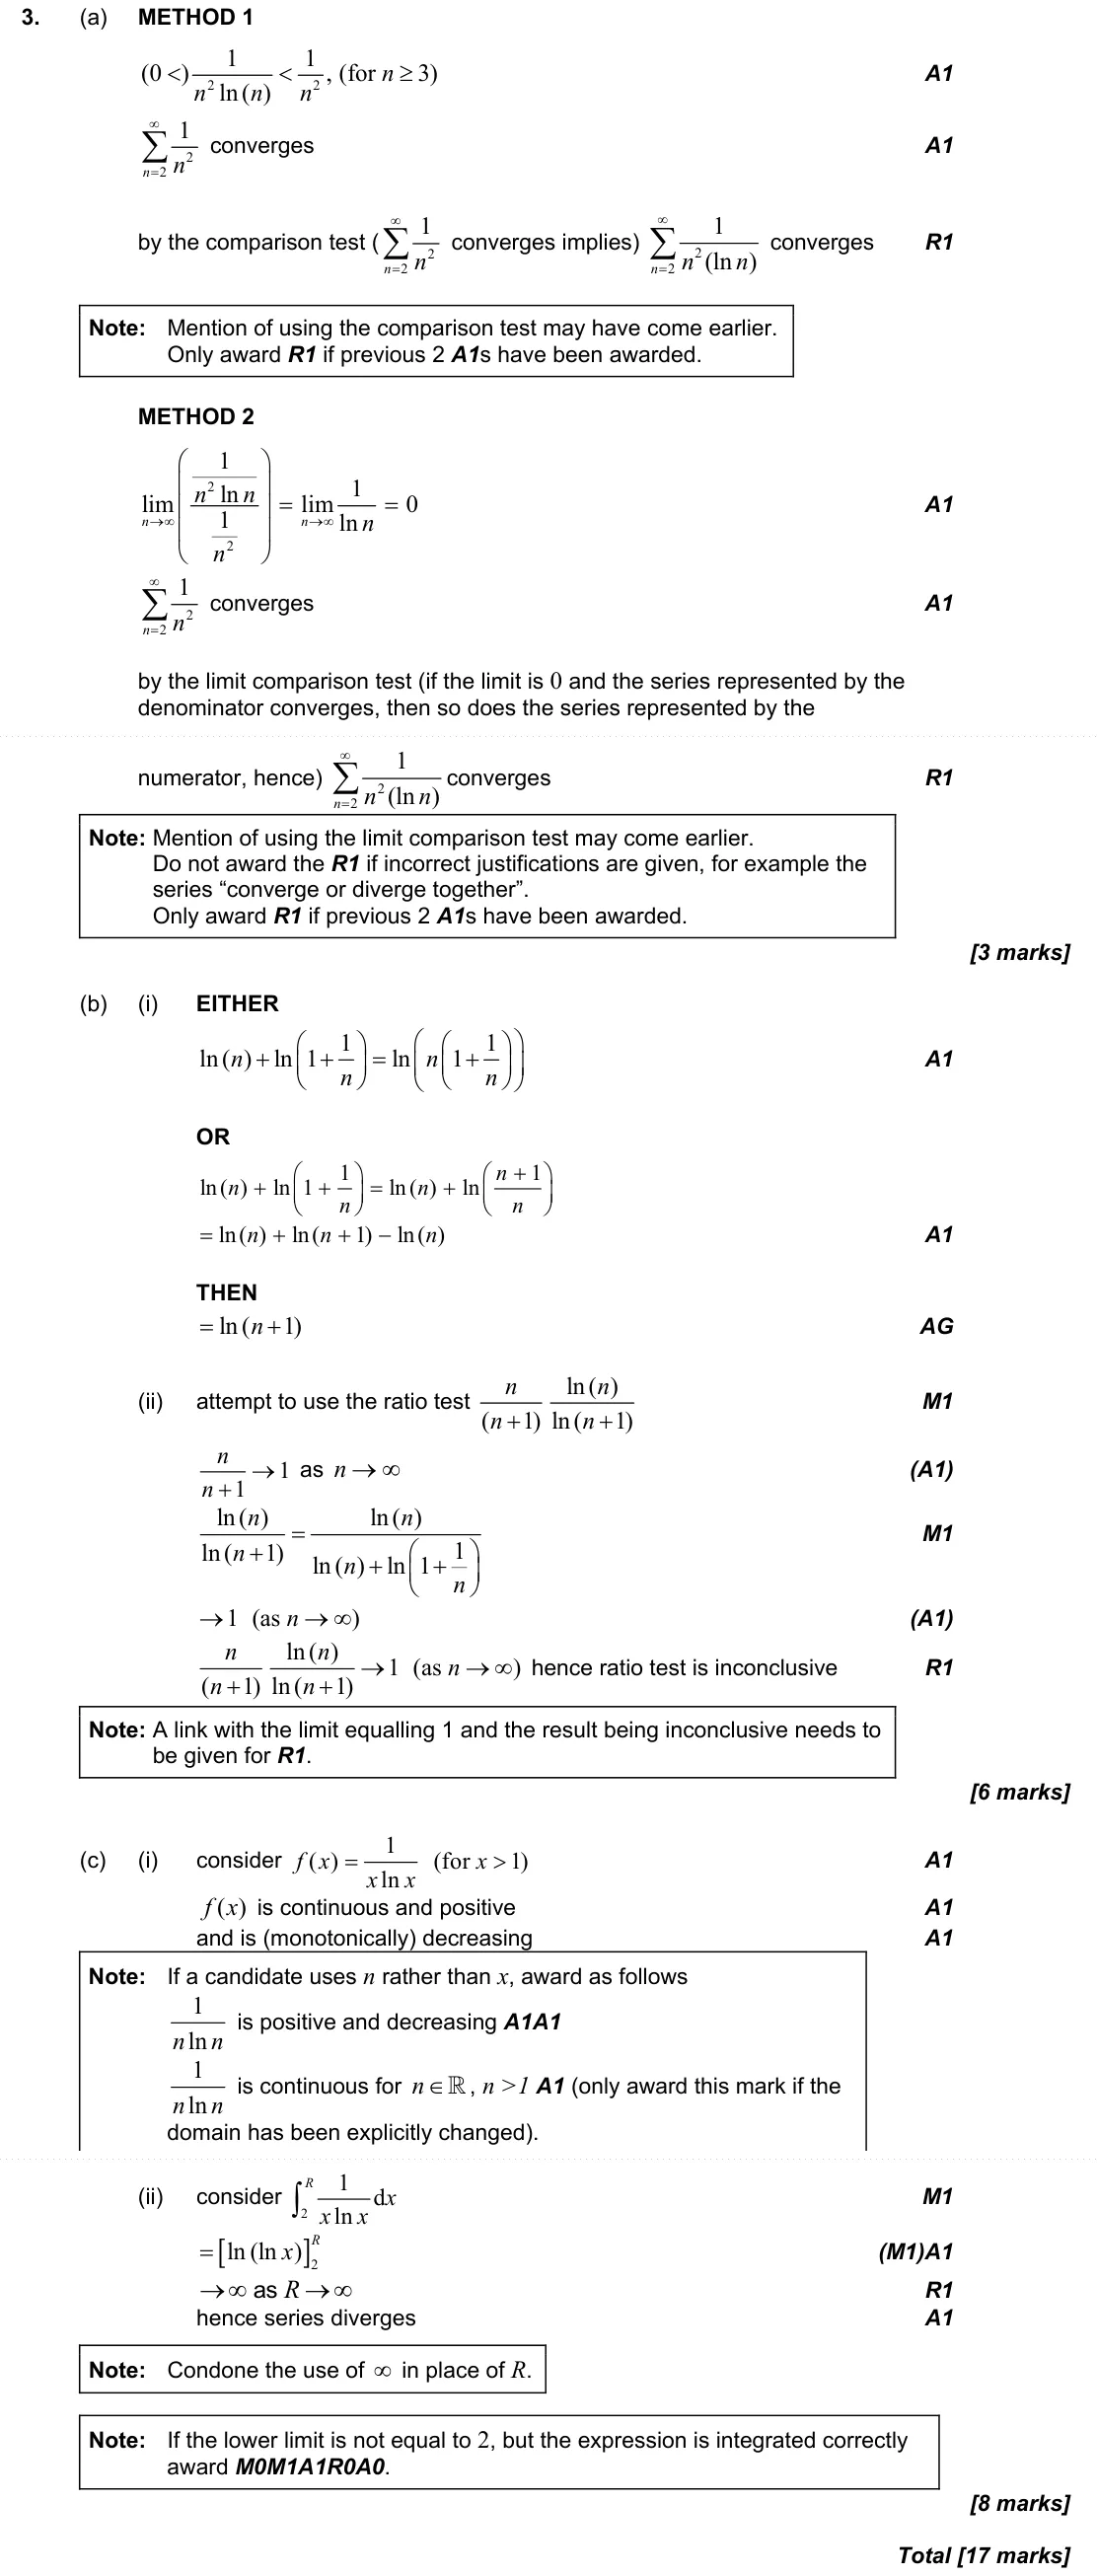 3. (a) METHOD 1
(0 <) 1/(n² ln(n)) < 1/n², (for n ≥ 3) A1
∑_{n=2}^{∞} 1/n² converges A1
by the comparison test (∑_{n=2}^{∞} 1/n² converges implies) ∑_{n=2}^{∞} 1/(n²(ln n)) converges R1
Note: Mention of using the comparison test may have come earlier.
Only award R1 if previous 2 A1s have been awarded.
METHOD 2
lim_{n→∞} ((1/(n² ln n))/(1/n²)) = lim_{n→∞} 1/(ln n) = 0 A1
∑_{n=2}^{∞} 1/n² converges A1
by the limit comparison test (if the limit is 0 and the series represented by the
denominator converges, then so does the series represented by the
numerator, hence) ∑_{n=2}^{∞} 1/(n²(ln n)) converges R1
Note: Mention of using the limit comparison test may come earlier.
Do not award the R1 if incorrect justifications are given, for example the
series “converge or diverge together”.
Only award R1 if previous 2 A1s have been awarded.
[3 marks]
(b) (i) EITHER
ln(n) + ln(1 + 1/n) = ln(n(1 + 1/n)) A1
OR
ln(n) + ln(1 + 1/n) = ln(n) + ln((n + 1)/n)
= ln(n) + ln(n + 1) − ln(n) A1
THEN
= ln(n + 1) AG
(ii) attempt to use the ratio test n/(n + 1) ln(n)/ln(n + 1) M1
n/(n + 1) → 1 as n → ∞ (A1)
ln(n)/ln(n + 1) = ln(n)/(ln(n) + ln(1 + 1/n)) M1
→ 1 (as n → ∞) (A1)
n/(n + 1) ln(n)/ln(n + 1) → 1 (as n → ∞) hence ratio test is inconclusive R1
Note: A link with the limit equalling 1 and the result being inconclusive needs to
be given for R1.
[6 marks]
(c) (i) consider f(x) = 1/(x ln x) (for x > 1) A1
f(x) is continuous and positive A1
and is (monotonically) decreasing A1
Note: If a candidate uses n rather than x, award as follows
1/(n ln n) is positive and decreasing A1A1
1/(n ln n) is continuous for n ∈ ℝ, n > 1 A1 (only award this mark if the
domain has been explicitly changed).
(ii) consider ∫_2^R 1/(x ln x) dx M1
= [ln(ln x)]_2^R (M1)A1
→ ∞ as R → ∞ R1
hence series diverges A1
Note: Condone the use of ∞ in place of R.
Note: If the lower limit is not equal to 2, but the expression is integrated correctly
award M0M1A1R0A0.
[8 marks]
Total [17 marks]